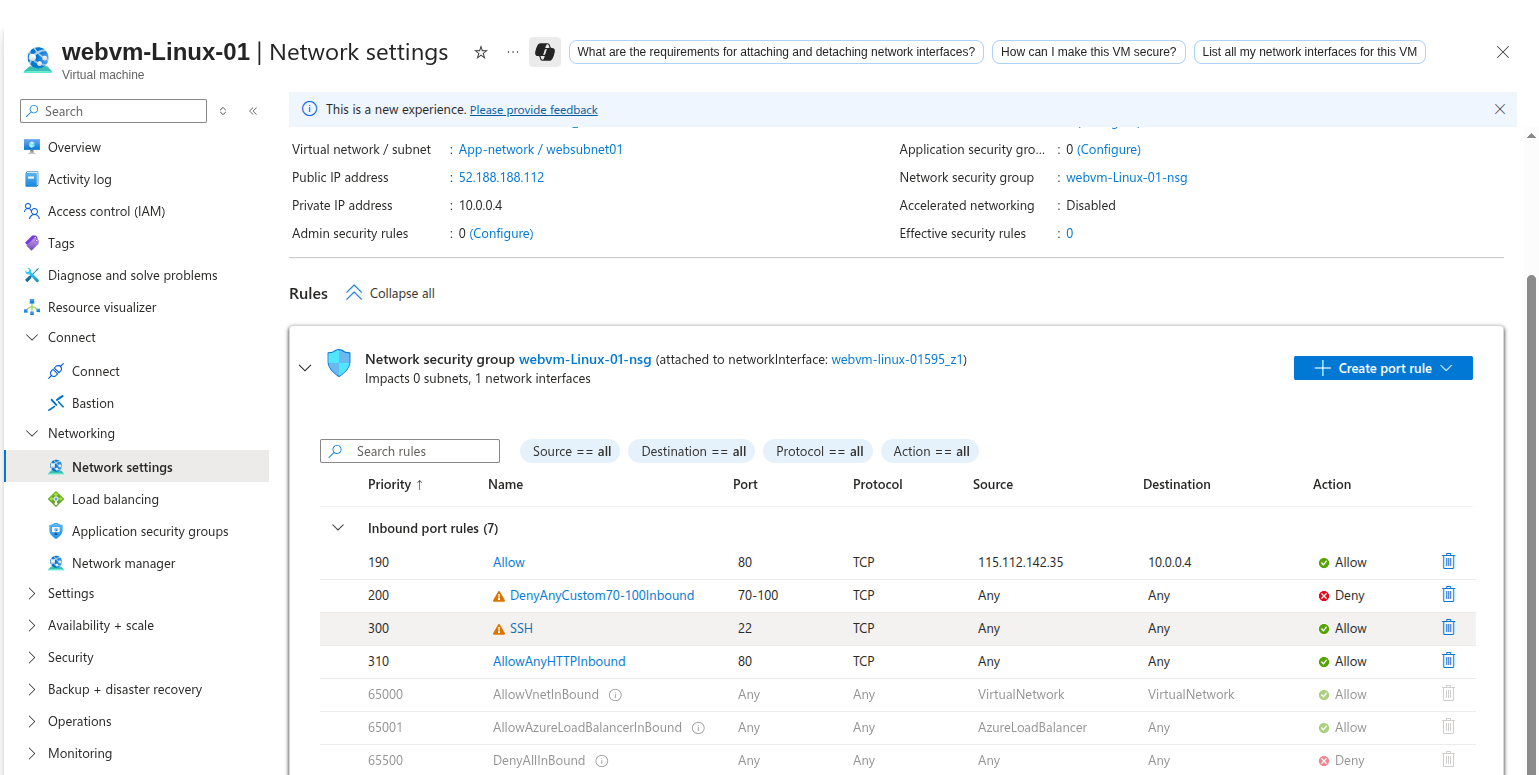 webvm-Linux-01 | Network settings
Virtual machine
What are the requirements for attaching and detaching network interfaces?
How can I make this VM secure?
List all my network interfaces for this VM
Search
Overview
Activity log
Access control (IAM)
Tags
Diagnose and solve problems
Resource visualizer
Connect
Connect
Bastion
Networking
Network settings
Load balancing
Application security groups
Network manager
Settings
Availability + scale
Security
Backup + disaster recovery
Operations
Monitoring
This is a new experience. Please provide feedback
Virtual network / subnet : App-network / websubnet01
Public IP address : 52.188.188.112
Private IP address : 10.0.0.4
Admin security rules : 0 (Configure)
Application security gro... : 0 (Configure)
Network security group : webvm-Linux-01-nsg
Accelerated networking : Disabled
Effective security rules : 0
Rules Collapse all
Network security group webvm-Linux-01-nsg (attached to networkInterface: webvm-linux-01595_z1)
Impacts 0 subnets, 1 network interfaces
Create port rule
Search rules Source == all Destination == all Protocol == all Action == all
Priority ↑ Name Port Protocol Source Destination Action
Inbound port rules (7)
190 Allow 80 TCP 115.112.142.35 10.0.0.4 Allow
200 DenyAnyCustom70-100Inbound 70-100 TCP Any Any Deny
300 SSH 22 TCP Any Any Allow
310 AllowAnyHTTPInbound 80 TCP Any Any Allow
65000 AllowVnetInBound Any Any VirtualNetwork VirtualNetwork Allow
65001 AllowAzureLoadBalancerInBound Any Any AzureLoadBalancer Any Allow
65500 DenyAllInBound Any Any Any Any Deny